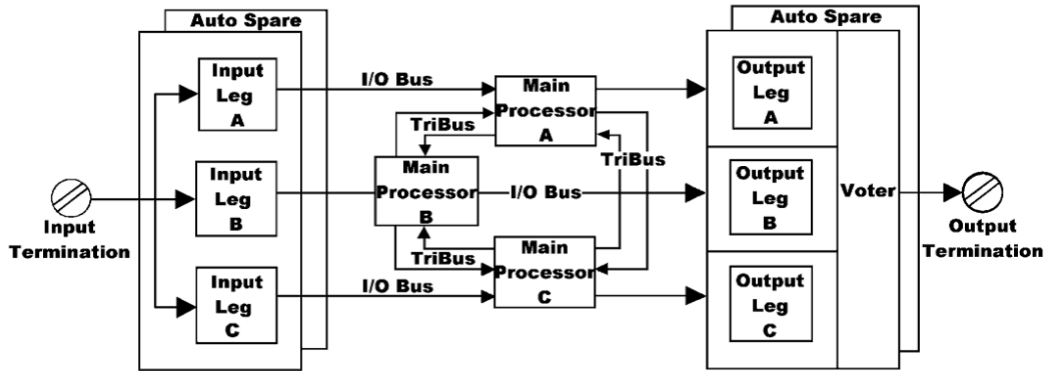 Auto Spare
Auto Spare
Input
Leg
A
I/O Bus
Main
Processor
A
Output
Leg
A
TriBus
TriBus
Input
Termination
Input
Leg
B
Main
Processor
B
I/O Bus
Output
Leg
B
Voter
Output
Termination
TriBus
Input
Leg
C
I/O Bus
Main
Processor
C
Output
Leg
C